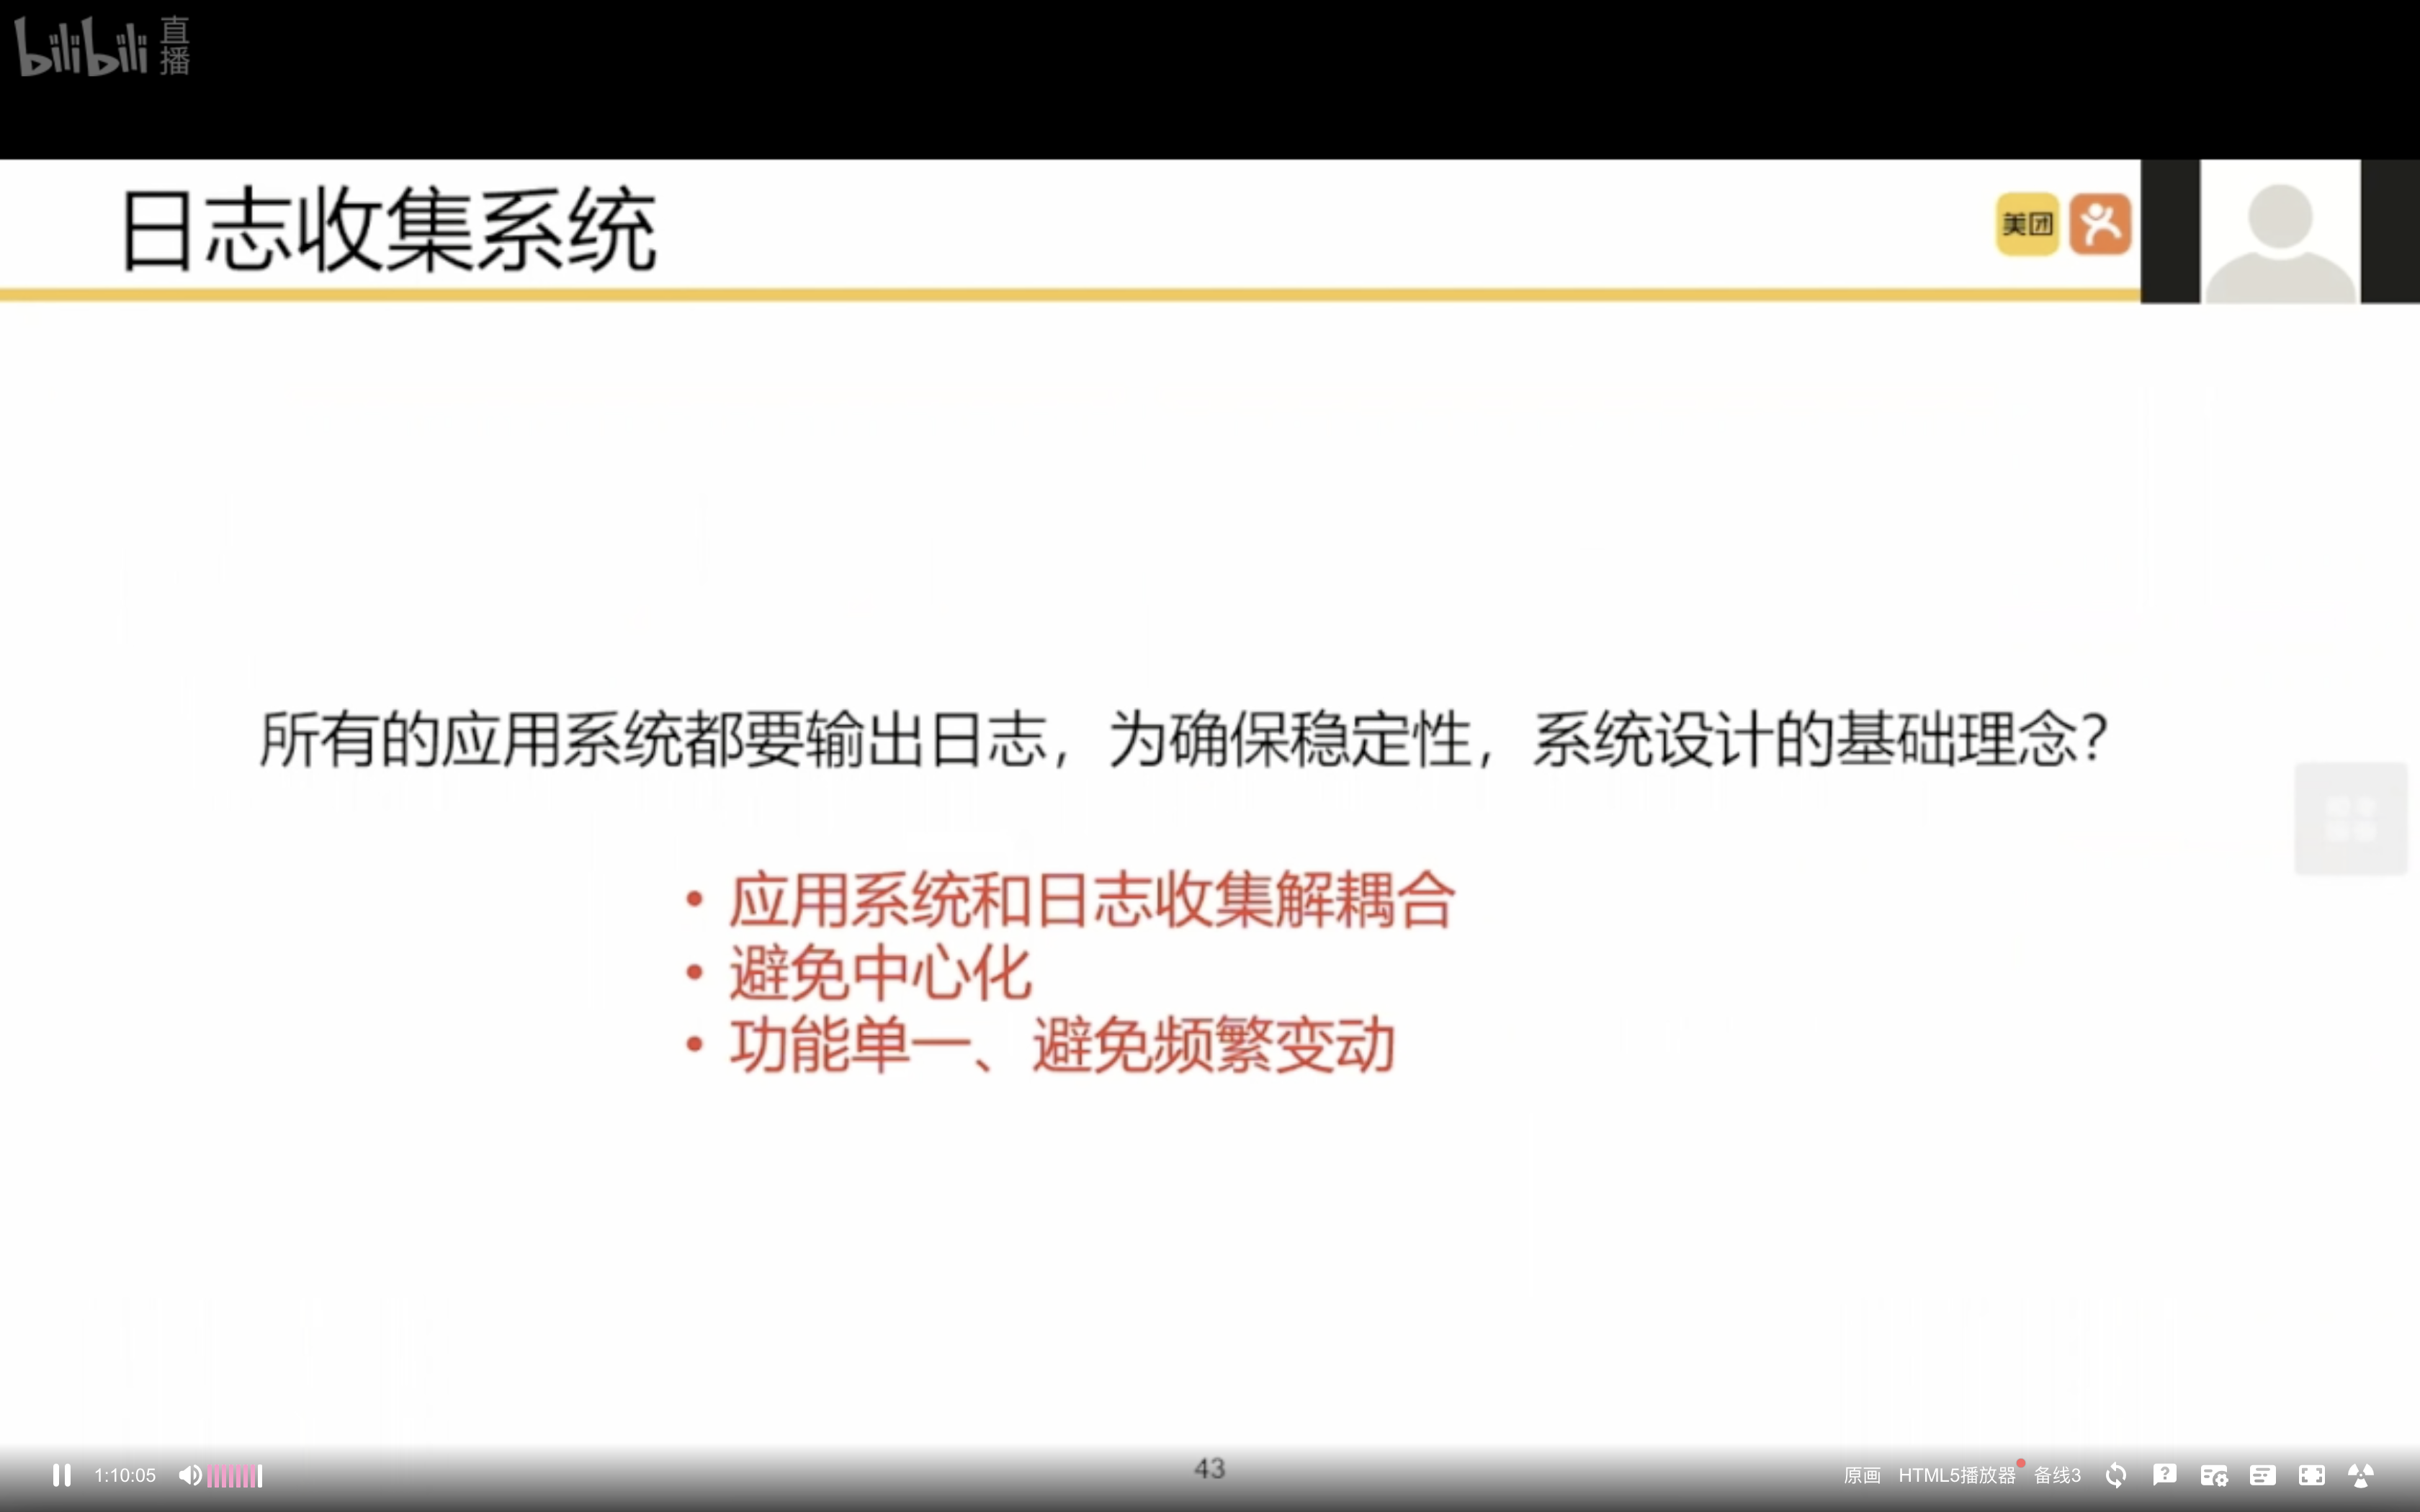 bilibili 直播
日志收集系统
美团
所有的应用系统都要输出日志，为确保稳定性，系统设计的基础理念？
• 应用系统和日志收集解耦合
• 避免中心化
• 功能单一、避免频繁变动
43
1:10:05
原画 HTML5播放器 备线3